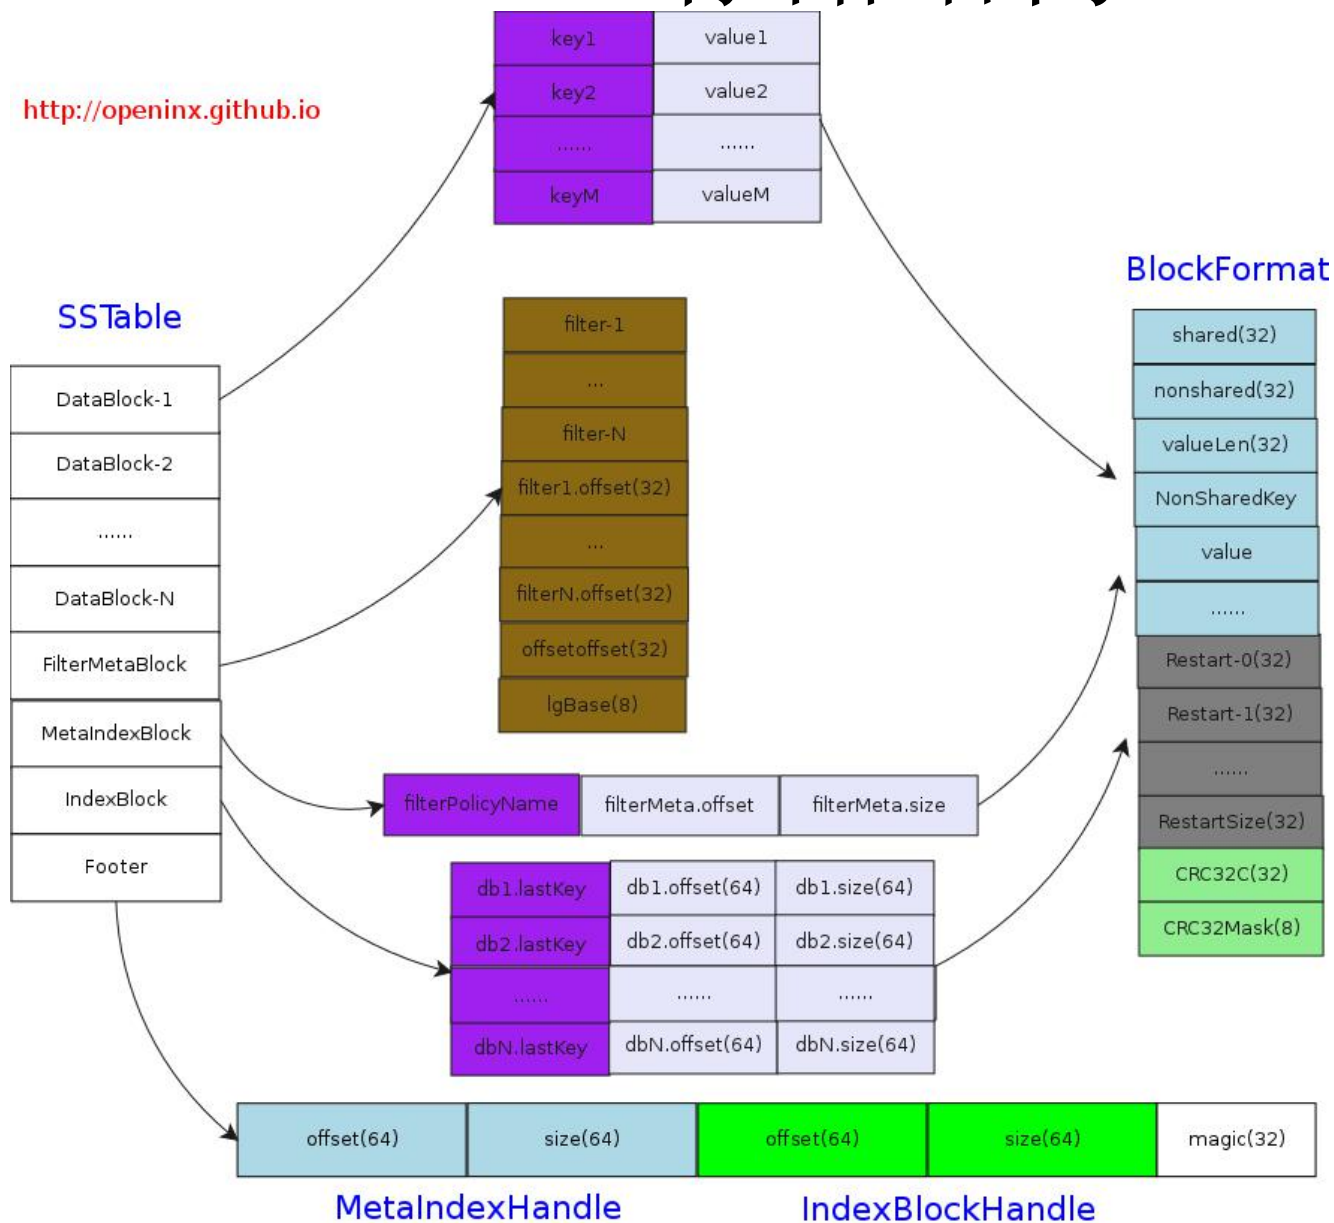 key1 value1
key2 value2
...... ......
keyM valueM
http://openinx.github.io
BlockFormat
SSTable
DataBlock-1
DataBlock-2
......
DataBlock-N
FilterMetaBlock
MetaIndexBlock
IndexBlock
Footer
filter-1
...
filter-N
filter1.offset(32)
...
filterN.offset(32)
offsetoffset(32)
lgBase(8)
shared(32)
nonshared(32)
valueLen(32)
NonSharedKey
value
......
Restart-0(32)
Restart-1(32)
......
RestartSize(32)
CRC32C(32)
CRC32Mask(8)
filterPolicyName filterMeta.offset filterMeta.size
db1.lastKey db1.offset(64) db1.size(64)
db2.lastKey db2.offset(64) db2.size(64)
...... ...... ......
dbN.lastKey dbN.offset(64) dbN.size(64)
offset(64) size(64) offset(64) size(64) magic(32)
MetaIndexHandle IndexBlockHandle